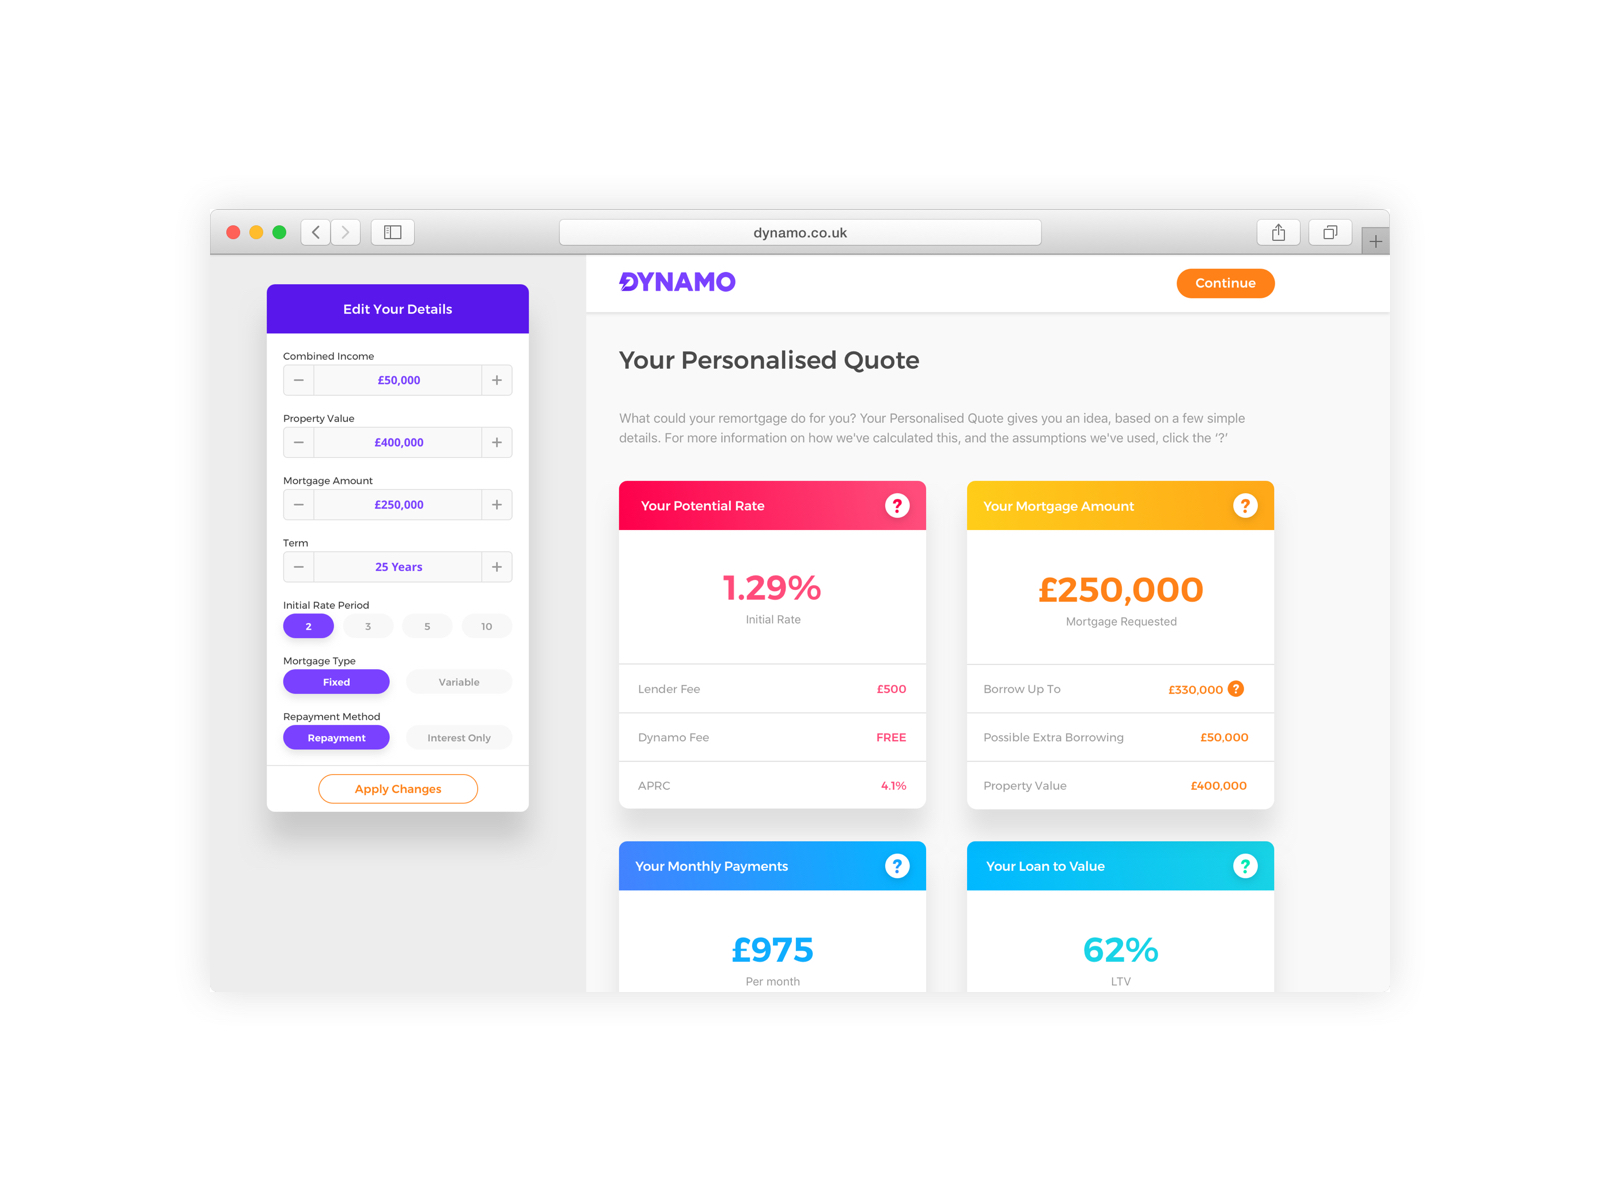 dynamo.co.uk
Edit Your Details
Combined Income
− £50,000 +
Property Value
− £400,000 +
Mortgage Amount
− £250,000 +
Term
− 25 Years +
Initial Rate Period
2 3 5 10
Mortgage Type
Fixed Variable
Repayment Method
Repayment Interest Only
Apply Changes
DYNAMO
Continue
Your Personalised Quote
What could your remortgage do for you? Your Personalised Quote gives you an idea, based on a few simple
details. For more information on how we've calculated this, and the assumptions we've used, click the '?'
Your Potential Rate ?
1.29%
Initial Rate
Lender Fee £500
Dynamo Fee FREE
APRC 4.1%
Your Mortgage Amount ?
£250,000
Mortgage Requested
Borrow Up To £330,000 ?
Possible Extra Borrowing £50,000
Property Value £400,000
Your Monthly Payments ?
£975
Per month
Your Loan to Value ?
62%
LTV